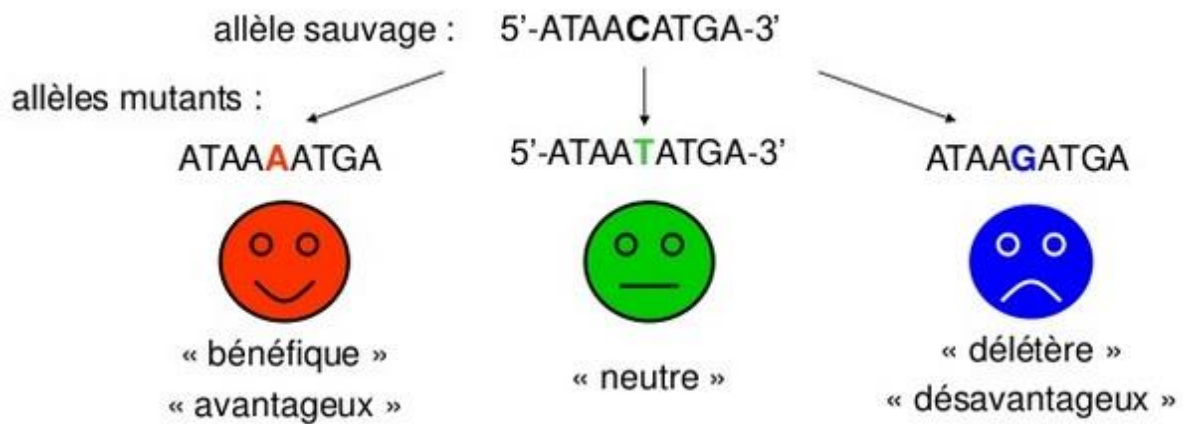 allèle sauvage : 5'-ATAACATGA-3'
allèles mutants :
ATAAAATGA
5'-ATAATATGA-3'
ATAAGATGA
« bénéfique »
« avantageux »
« neutre »
« délétère »
« désavantageux »